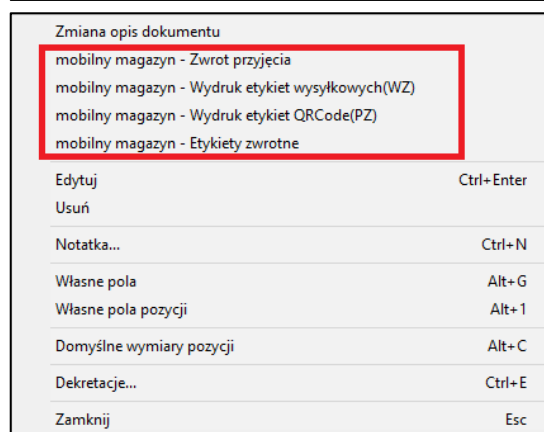 Zmiana opis dokumentu
mobilny magazyn - Zwrot przyjęcia
mobilny magazyn - Wydruk etykiet wysyłkowych(WZ)
mobilny magazyn - Wydruk etykiet QRCode(PZ)
mobilny magazyn - Etykiety zwrotne
Edytuj Ctrl+Enter
Usuń
Notatka... Ctrl+N
Własne pola Alt+G
Własne pola pozycji Alt+1
Domyślne wymiary pozycji Alt+C
Dekretacje... Ctrl+E
Zamknij Esc